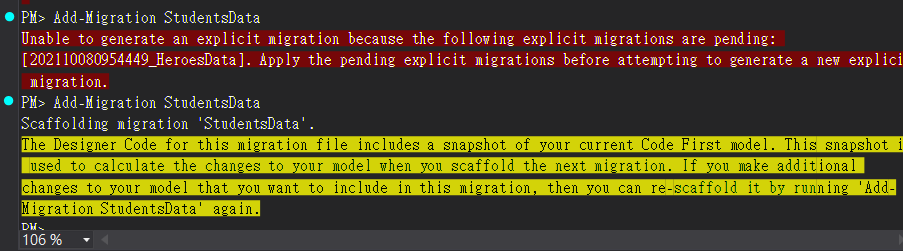 PM> Add-Migration StudentsData
Unable to generate an explicit migration because the following explicit migrations are pending:
[202110080954449_HeroesData]. Apply the pending explicit migrations before attempting to generate a new explici
migration.
PM> Add-Migration StudentsData
Scaffolding migration 'StudentsData'.
The Designer Code for this migration file includes a snapshot of your current Code First model. This snapshot i
used to calculate the changes to your model when you scaffold the next migration. If you make additional
changes to your model that you want to include in this migration, then you can re-scaffold it by running 'Add-
Migration StudentsData' again.
PM>
106 %